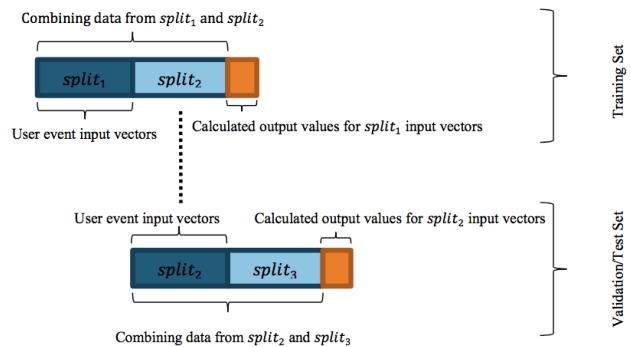 Combining data from split₁ and split₂
split₁ split₂
User event input vectors
Calculated output values for split₁ input vectors
Training Set
User event input vectors
Calculated output values for split₂ input vectors
split₂ split₃
Combining data from split₂ and split₃
Validation/Test Set